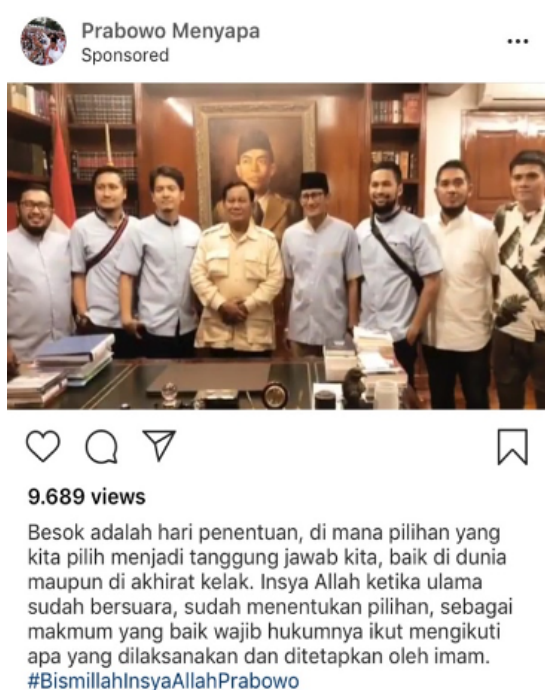 Prabowo Menyapa
Sponsored
9.689 views
Besok adalah hari penentuan, di mana pilihan yang
kita pilih menjadi tanggung jawab kita, baik di dunia
maupun di akhirat kelak. Insya Allah ketika ulama
sudah bersuara, sudah menentukan pilihan, sebagai
makmum yang baik wajib hukumnya ikut mengikuti
apa yang dilaksanakan dan ditetapkan oleh imam.
#BismillahInsyaAllahPrabowo